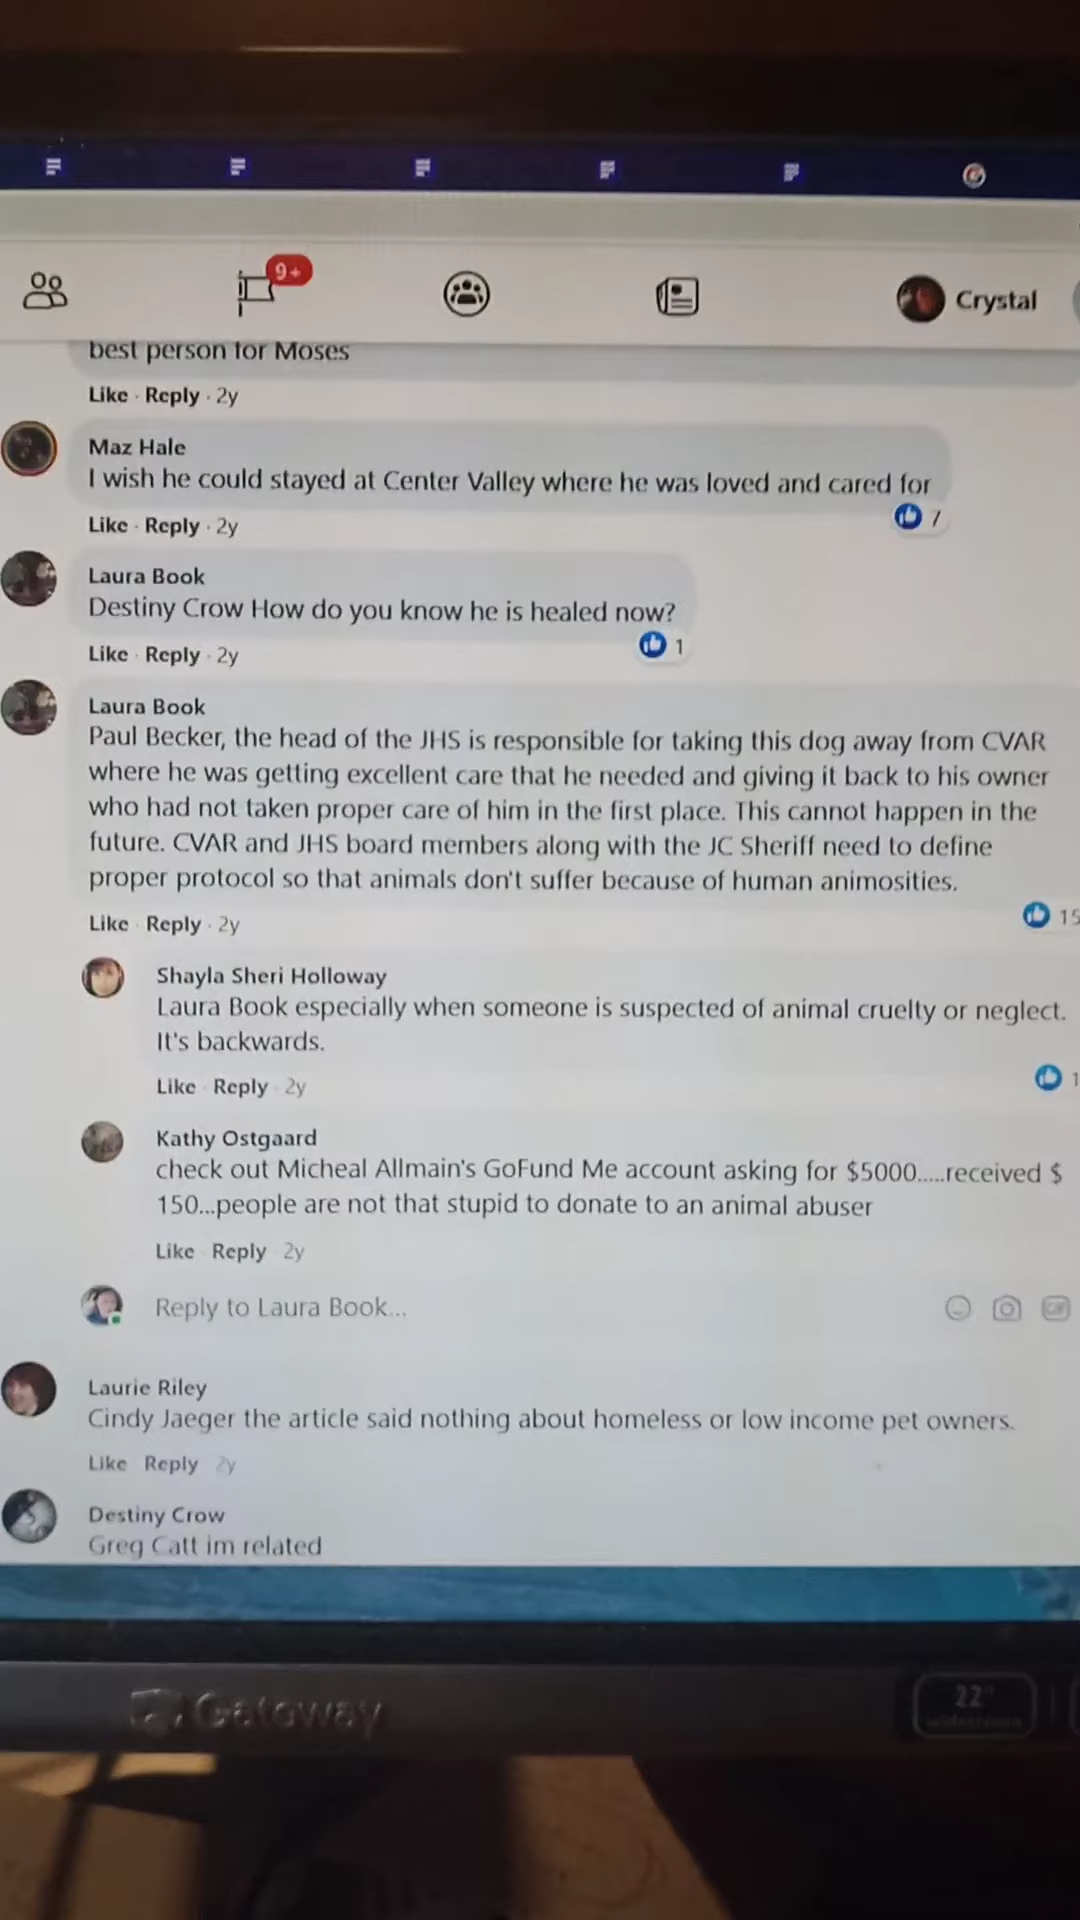 9+
Crystal
best person for Moses
Like · Reply · 2y
Maz Hale
I wish he could stayed at Center Valley where he was loved and cared for
7
Like · Reply · 2y
Laura Book
Destiny Crow How do you know he is healed now?
1
Like · Reply · 2y
Laura Book
Paul Becker, the head of the JHS is responsible for taking this dog away from CVAR
where he was getting excellent care that he needed and giving it back to his owner
who had not taken proper care of him in the first place. This cannot happen in the
future. CVAR and JHS board members along with the JC Sheriff need to define
proper protocol so that animals don't suffer because of human animosities.
15
Like · Reply · 2y
Shayla Sheri Holloway
Laura Book especially when someone is suspected of animal cruelty or neglect.
It's backwards.
1
Like · Reply · 2y
Kathy Ostgaard
check out Micheal Allmain's GoFund Me account asking for $5000.....received $
150...people are not that stupid to donate to an animal abuser
Like · Reply · 2y
Reply to Laura Book...
GIF
Laurie Riley
Cindy Jaeger the article said nothing about homeless or low income pet owners.
Like Reply 2y
Destiny Crow
Greg Catt im related
Gateway
22"
widescreen